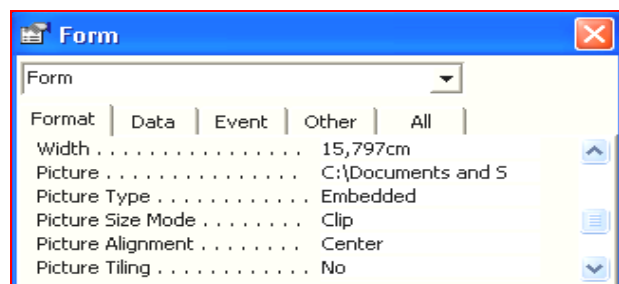 Form
Form
Format Data Event Other All
Width . . . . . . . . . . . . . . . . 15,797cm
Picture . . . . . . . . . . . . . . . C:\Documents and S
Picture Type . . . . . . . . . . . . Embedded
Picture Size Mode . . . . . . . . Clip
Picture Alignment . . . . . . . . Center
Picture Tiling . . . . . . . . . . . . No